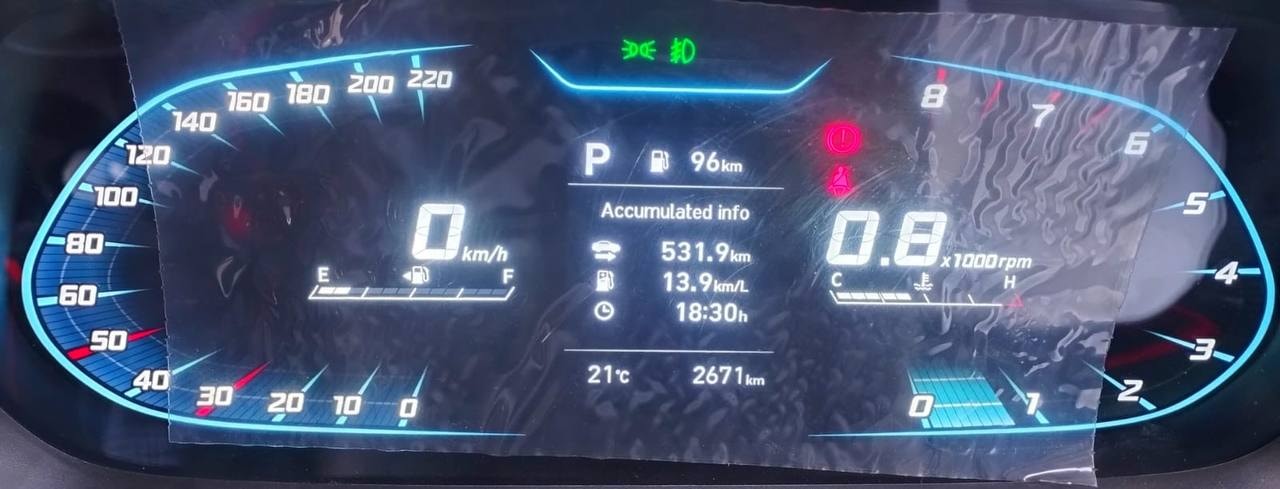 220
200
180
160
140
120
100
80
60
50
40
30
20
10
0
0 km/h
E F
P 96km
Accumulated info
531.9km
13.9km/L
18:30h
21°C 2671km
0.8 x1000rpm
C H
8
7
6
5
4
3
2
1
0